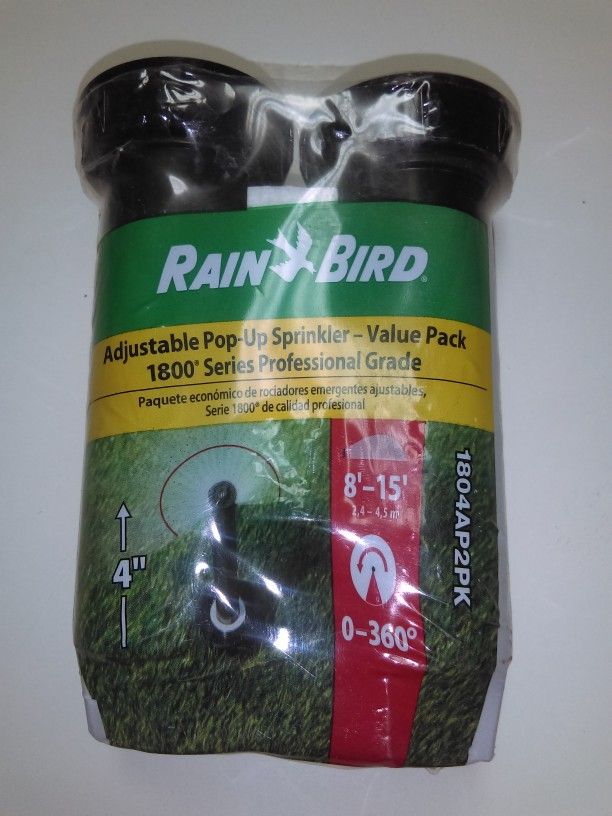 RAIN BIRD®
Adjustable Pop-Up Sprinkler – Value Pack
1800® Series Professional Grade
Paquete económico de rociadores emergentes ajustables,
Serie 1800® de calidad profesional
8'–15'
2,4 – 4,5 m
4"
0–360°
1804AP2PK